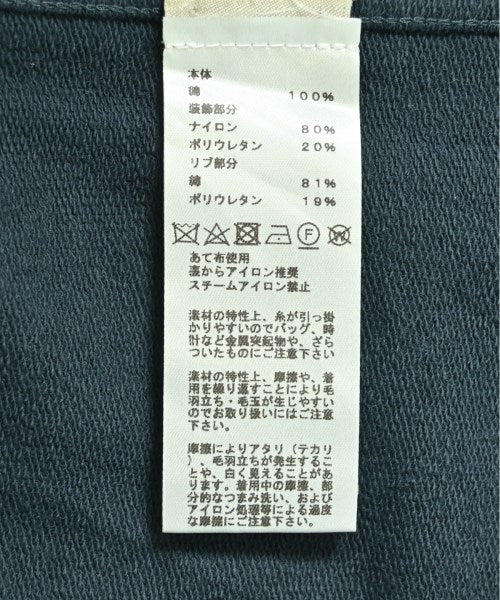 本体
綿 100%
装飾部分
ナイロン 80%
ポリウレタン 20%
リブ部分
綿 81%
ポリウレタン 19%
F W
あて布使用
裏からアイロン推奨
スチームアイロン禁止
素材の特性上、糸が引っ掛
かりやすいのでバッグ、時
計など金属突起物や、ざら
ついたものにご注意下さい
素材の特性上、摩擦や、着
用を繰り返すことにより毛
羽立ち・毛玉が生じやすい
のでお取り扱いにはご注意
下さい。
摩擦によりアタリ(テカリ
)、毛羽立ちが発生するこ
とや、白く見えることがあ
ります。着用中の摩擦、部
分的なつまみ洗い、および
アイロン処理等による過度
な摩擦にご注意下さい。